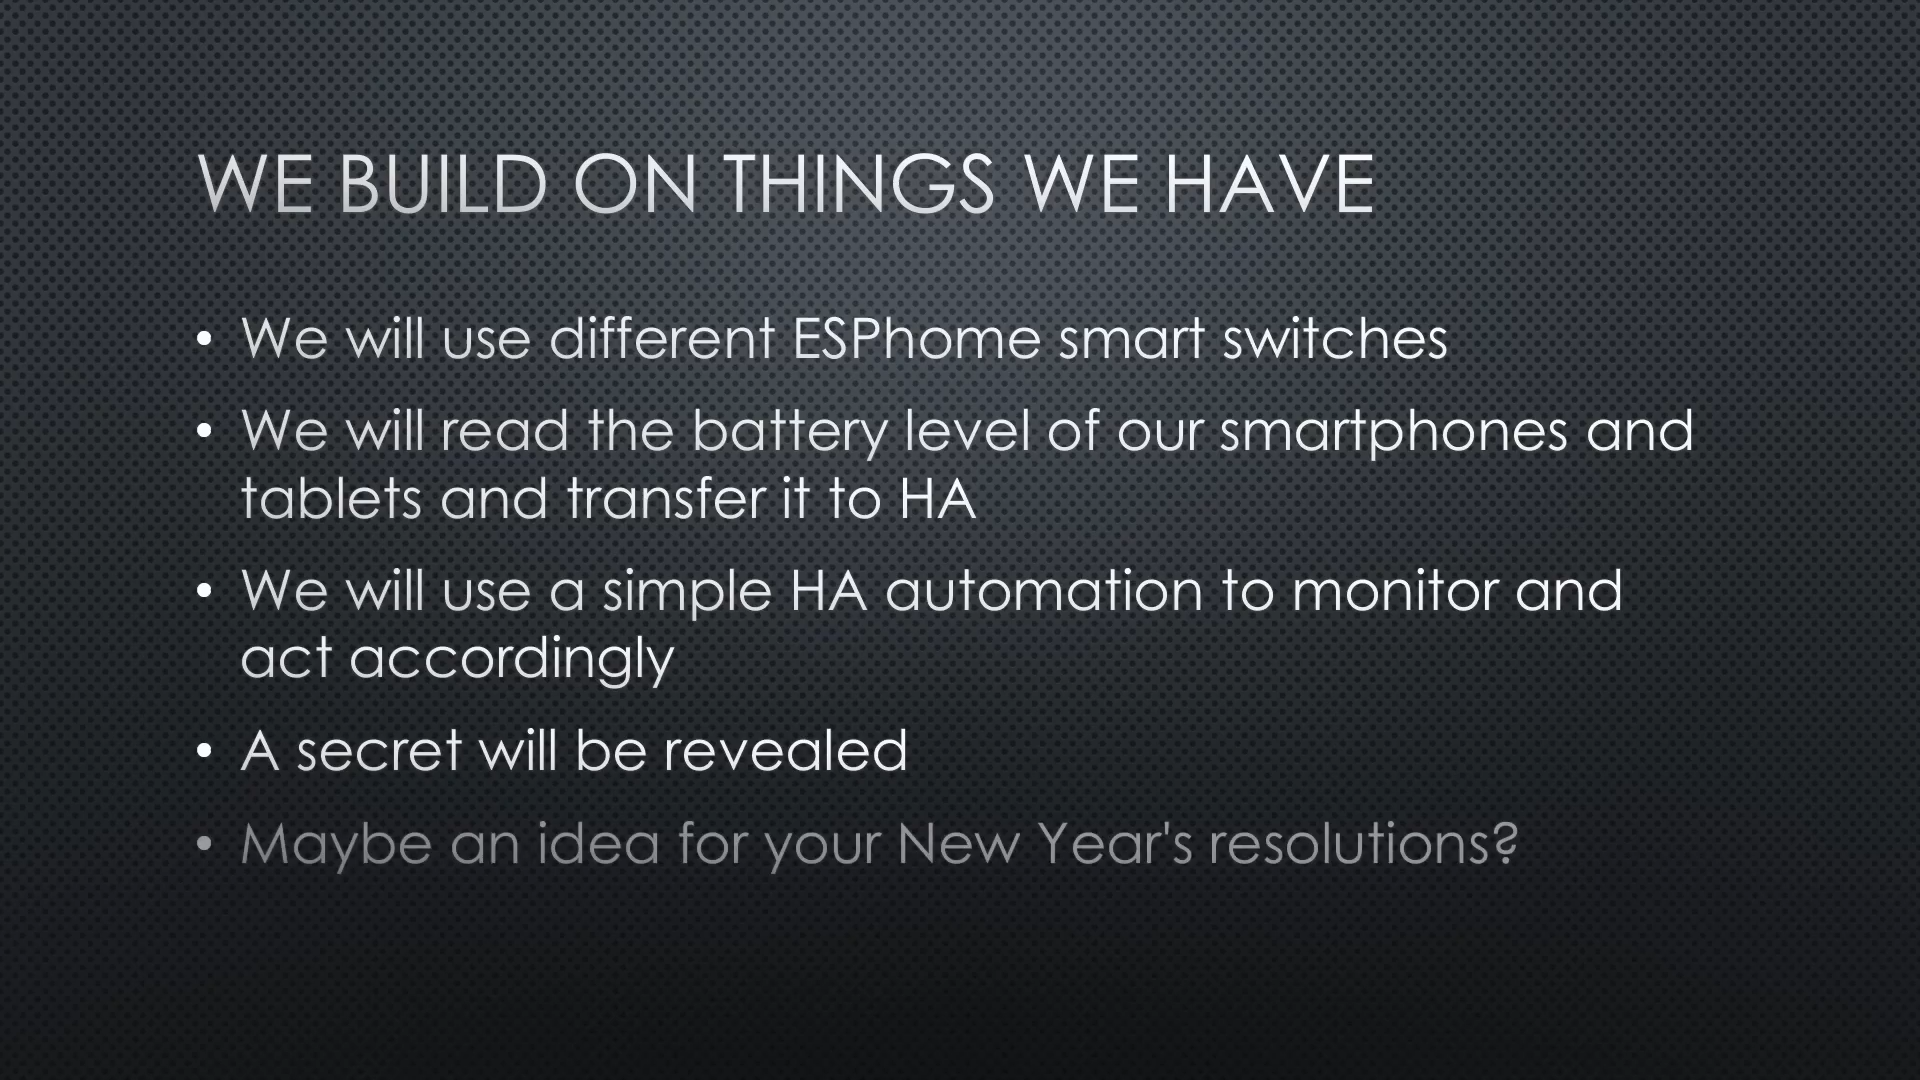 WE BUILD ON THINGS WE HAVE
• We will use different ESPhome smart switches
• We will read the battery level of our smartphones and
tablets and transfer it to HA
• We will use a simple HA automation to monitor and
act accordingly
• A secret will be revealed
• Maybe an idea for your New Year's resolutions?